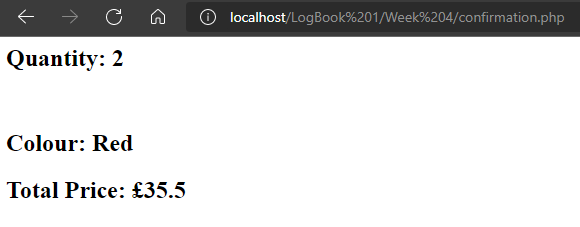 localhost/LogBook%201/Week%204/confirmation.php
Quantity: 2
Colour: Red
Total Price: £35.5